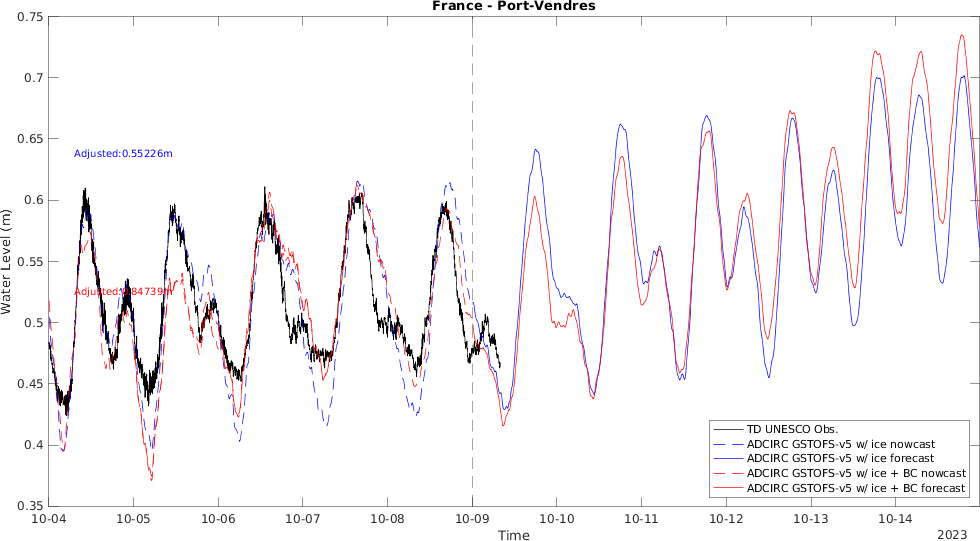 France - Port-Vendres
0.75
0.7
0.65
0.6
0.55
0.5
0.45
0.4
0.35
Water Level (m)
Adjusted:0.55226m
10-04
10-05
10-06
10-07
10-08
10-09
10-10
10-11
10-12
10-13
10-14
Time
2023
TD UNESCO Obs.
ADCIRC GSTOFS-v5 w/ ice nowcast
ADCIRC GSTOFS-v5 w/ ice forecast
ADCIRC GSTOFS-v5 w/ ice + BC nowcast
ADCIRC GSTOFS-v5 w/ ice + BC forecast